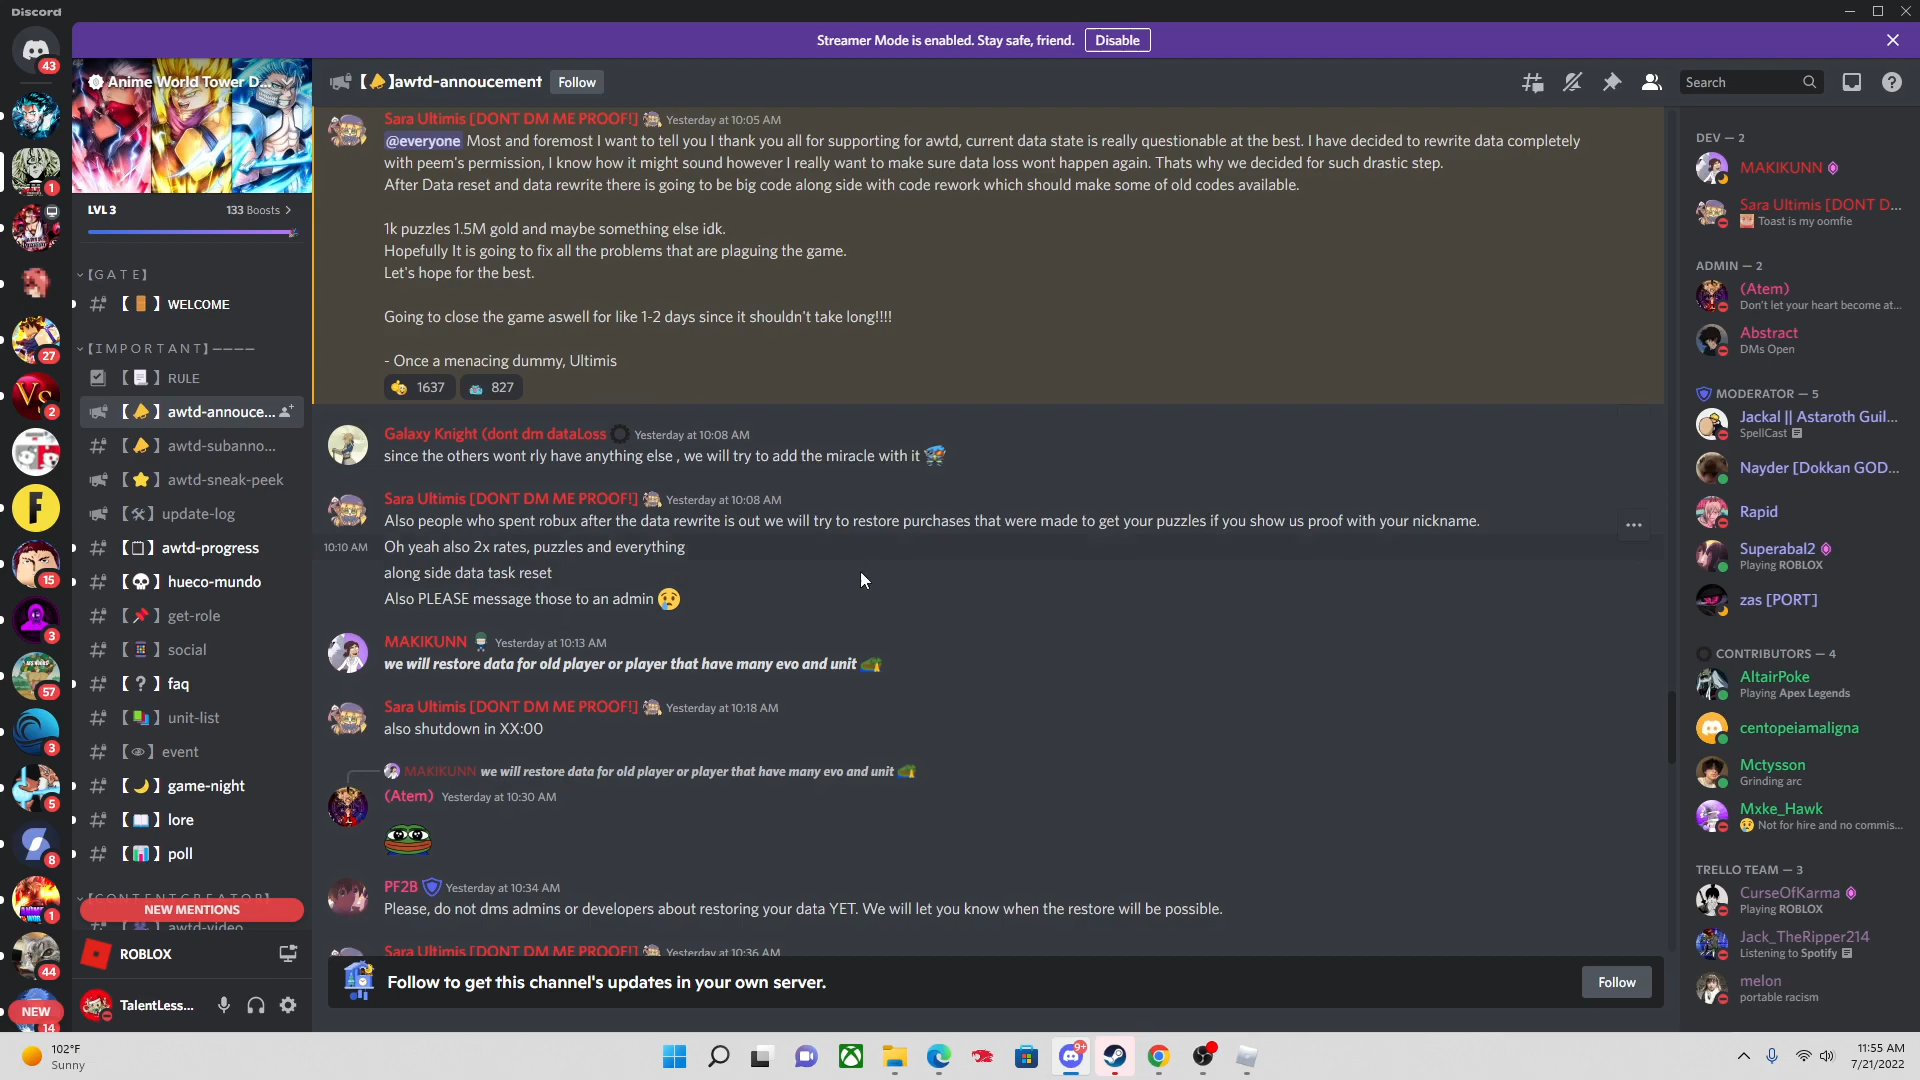 Discord
Streamer Mode is enabled. Stay safe, friend.
Disable
43
Anime World Tower D...
LVL 3
133 Boosts
【GATE】
【🚪】 WELCOME
【IMPORTANT】————
【📃】 RULE
【📣】 awtd-annouce...
【📣】 awtd-subanno...
【⭐】 awtd-sneak-peek
【🛠】 update-log
【📋】 awtd-progress
【💀】 hueco-mundo
【📌】 get-role
【🎴】 social
【❔】 faq
【📚】 unit-list
【👁】 event
【🌙】 game-night
【📖】 lore
【📊】 poll
NEW MENTIONS
awtd-video
ROBLOX
TalentLess...
1
27
2
15
3
57
3
5
8
1
44
NEW
14
【📣】awtd-annoucement
Follow
Search
Sara Ultimis [DONT DM ME PROOF!] Yesterday at 10:05 AM
@everyone Most and foremost I want to tell you I thank you all for supporting for awtd, current data state is really questionable at the best. I have decided to rewrite data completely
with peem's permission, I know how it might sound however I really want to make sure data loss wont happen again. Thats why we decided for such drastic step.
After Data reset and data rewrite there is going to be big code along side with code rework which should make some of old codes available.
1k puzzles 1.5M gold and maybe something else idk.
Hopefully It is going to fix all the problems that are plaguing the game.
Let's hope for the best.
Going to close the game aswell for like 1-2 days since it shouldn't take long!!!!
- Once a menacing dummy, Ultimis
1637 827
Galaxy Knight (dont dm dataLoss Yesterday at 10:08 AM
since the others wont rly have anything else , we will try to add the miracle with it
Sara Ultimis [DONT DM ME PROOF!] Yesterday at 10:08 AM
Also people who spent robux after the data rewrite is out we will try to restore purchases that were made to get your puzzles if you show us proof with your nickname.
10:10 AM Oh yeah also 2x rates, puzzles and everything
along side data task reset
Also PLEASE message those to an admin 😢
MAKIKUNN Yesterday at 10:13 AM
we will restore data for old player or player that have many evo and unit
Sara Ultimis [DONT DM ME PROOF!] Yesterday at 10:18 AM
also shutdown in XX:00
MAKIKUNN we will restore data for old player or player that have many evo and unit
(Atem) Yesterday at 10:30 AM
PF2B Yesterday at 10:34 AM
Please, do not dms admins or developers about restoring your data YET. We will let you know when the restore will be possible.
Sara Ultimis [DONT DM ME PROOF!] Yesterday at 10:36 AM
Follow to get this channel's updates in your own server.
Follow
DEV — 2
MAKIKUNN
Sara Ultimis [DONT D...
Toast is my oomfie
ADMIN — 2
(Atem)
Don't let your heart become at...
Abstract
DMs Open
MODERATOR — 5
Jackal || Astaroth Guil...
SpellCast
Nayder [Dokkan GOD...
Rapid
Superabal2
Playing ROBLOX
zas [PORT]
CONTRIBUTORS — 4
AltairPoke
Playing Apex Legends
centopeiamaligna
Mctysson
Grinding arc
Mxke_Hawk
😢 Not for hire and no commis...
TRELLO TEAM — 3
CurseOfKarma
Playing ROBLOX
Jack_TheRipper214
Listening to Spotify
melon
portable racism
102°F
Sunny
9+
11:55 AM
7/21/2022